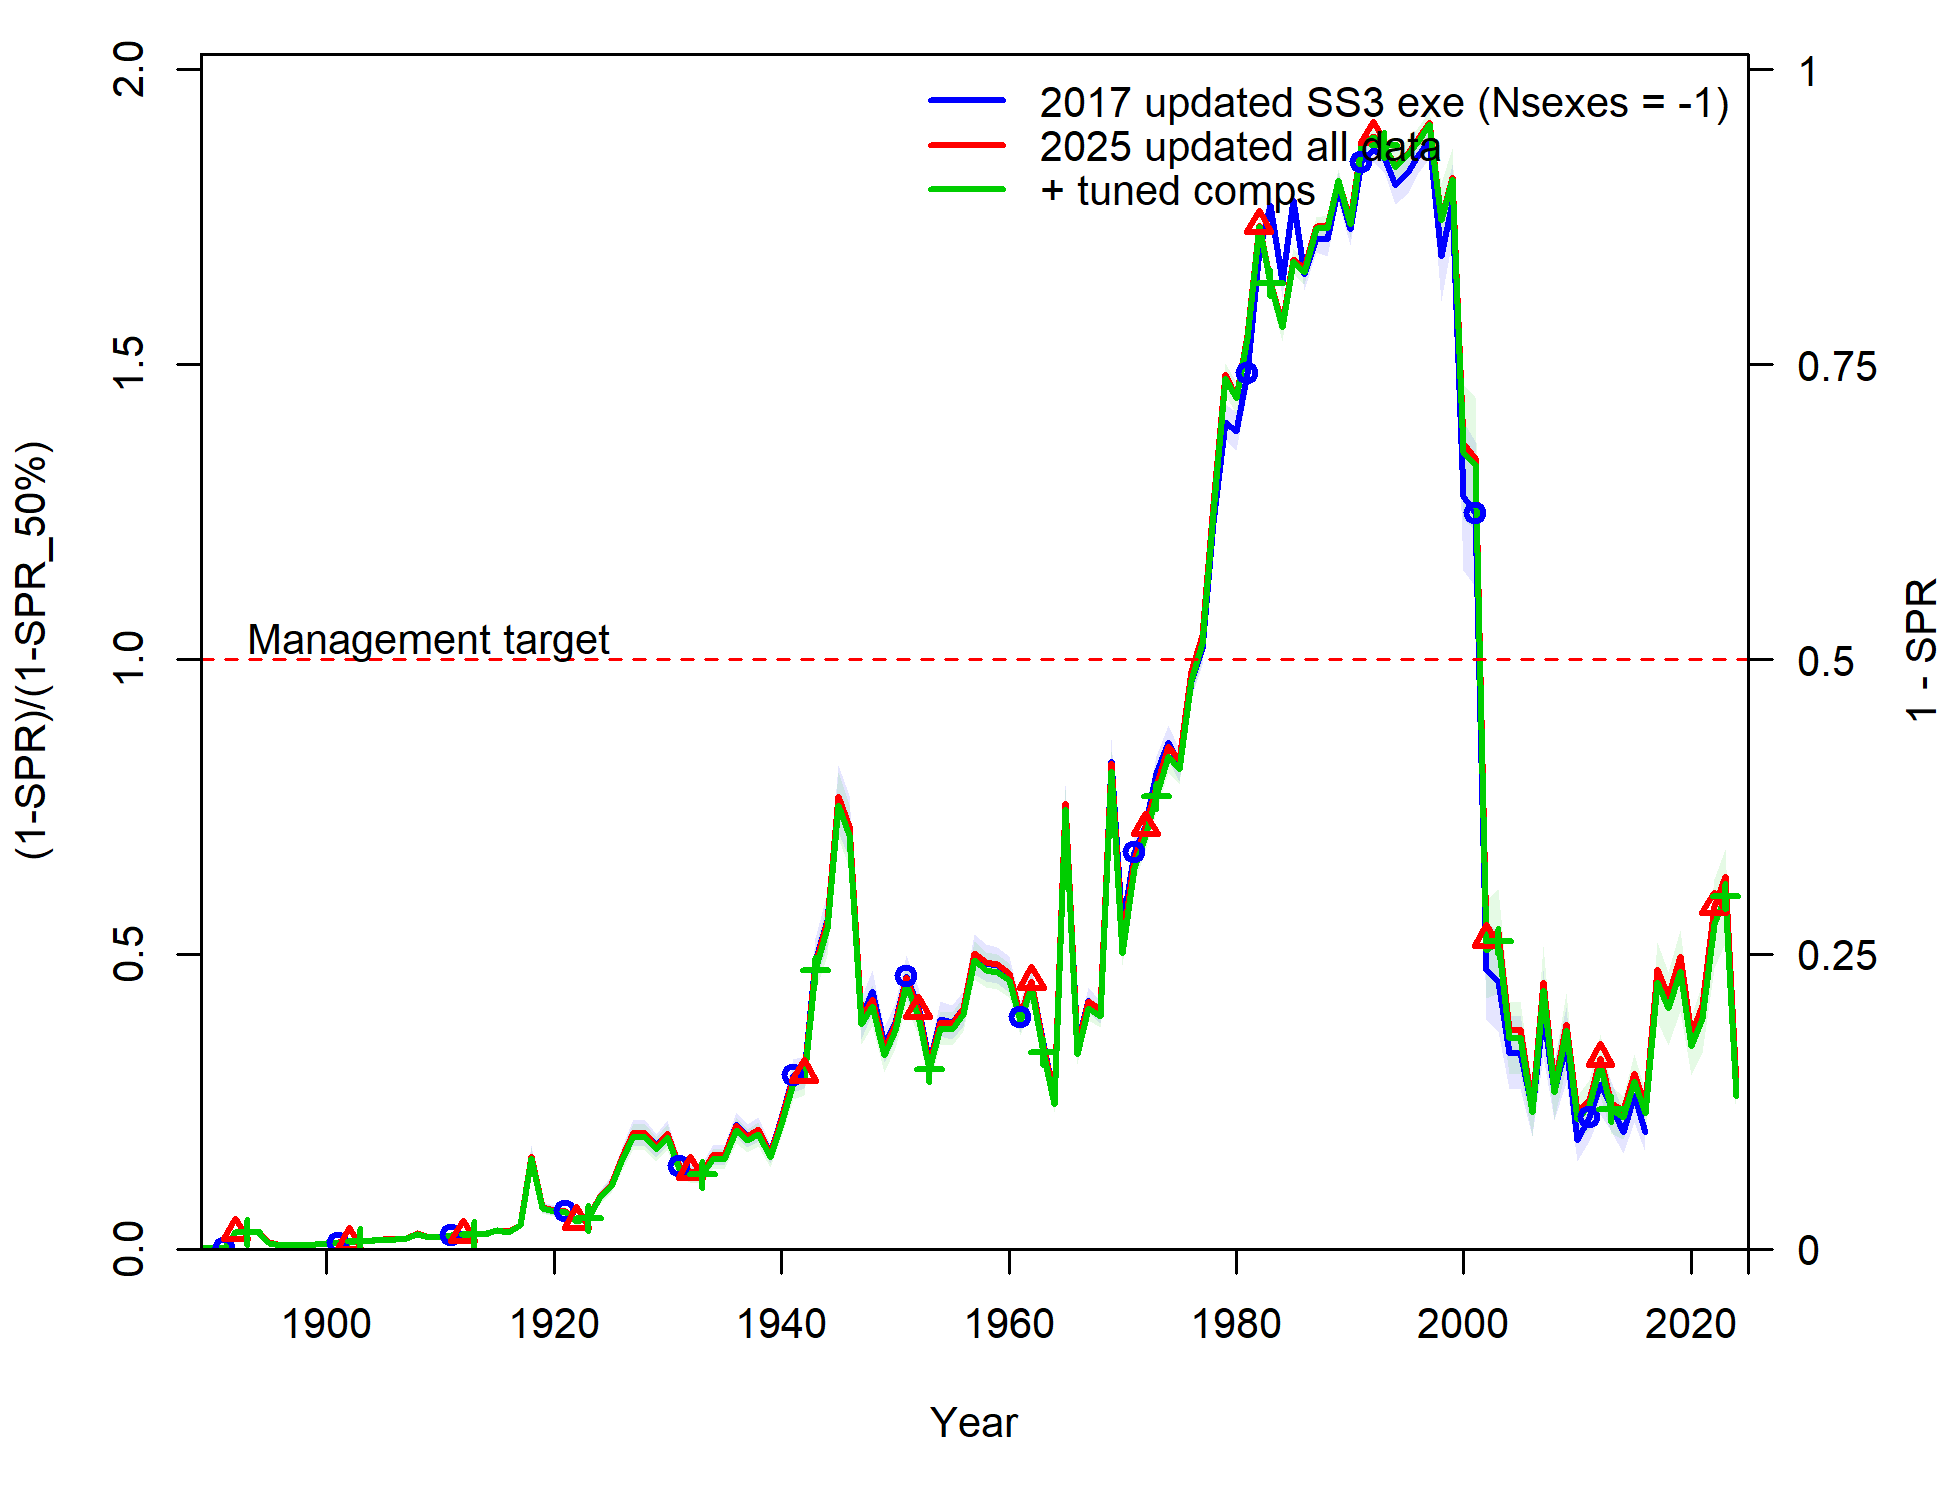 2017 updated SS3 exe (Nsexes = -1)
2025 updated all data
+ tuned comps
Management target
(1-SPR)/(1-SPR_50%)
2.0
1.5
1.0
0.5
0.0
1
0.75
0.5
0.25
0
1 - SPR
1900 1920 1940 1960 1980 2000 2020
Year